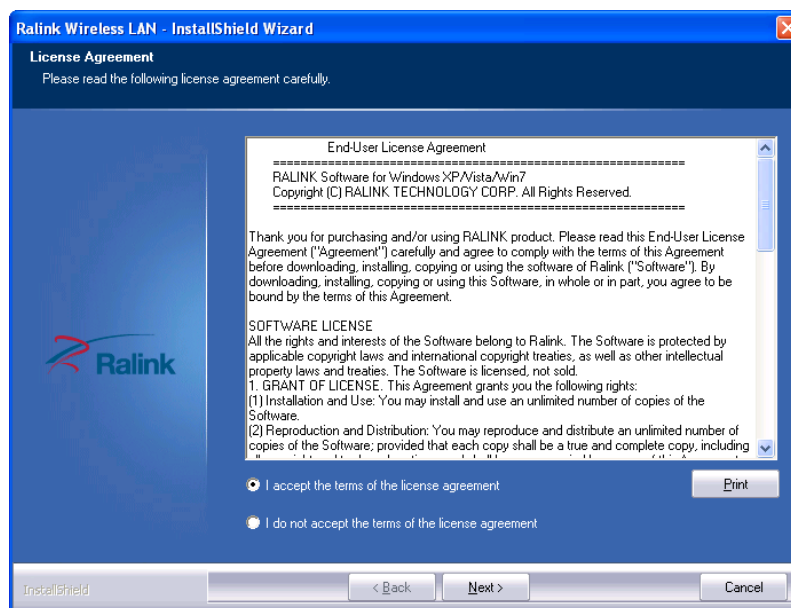 Ralink Wireless LAN - InstallShield Wizard
License Agreement
Please read the following license agreement carefully.
End-User License Agreement
===========================================================
RALINK Software for Windows XP/Vista/Win7
Copyright (C) RALINK TECHNOLOGY CORP. All Rights Reserved.
===========================================================
Thank you for purchasing and/or using RALINK product. Please read this End-User License
Agreement ("Agreement") carefully and agree to comply with the terms of this Agreement
before downloading, installing, copying or using the software of Ralink ("Software"). By
downloading, installing, copying or using this Software, in whole or in part, you agree to be
bound by the terms of this Agreement.
SOFTWARE LICENSE
All the rights and interests of the Software belong to Ralink. The Software is protected by
applicable copyright laws and international copyright treaties, as well as other intellectual
property laws and treaties. The Software is licensed, not sold.
1. GRANT OF LICENSE. This Agreement grants you the following rights:
(1) Installation and Use: You may install and use an unlimited number of copies of the
Software.
(2) Reproduction and Distribution: You may reproduce and distribute an unlimited number of
copies of the Software; provided that each copy shall be a true and complete copy, including
Ralink
I accept the terms of the license agreement
Print
I do not accept the terms of the license agreement
InstallShield
< Back
Next >
Cancel